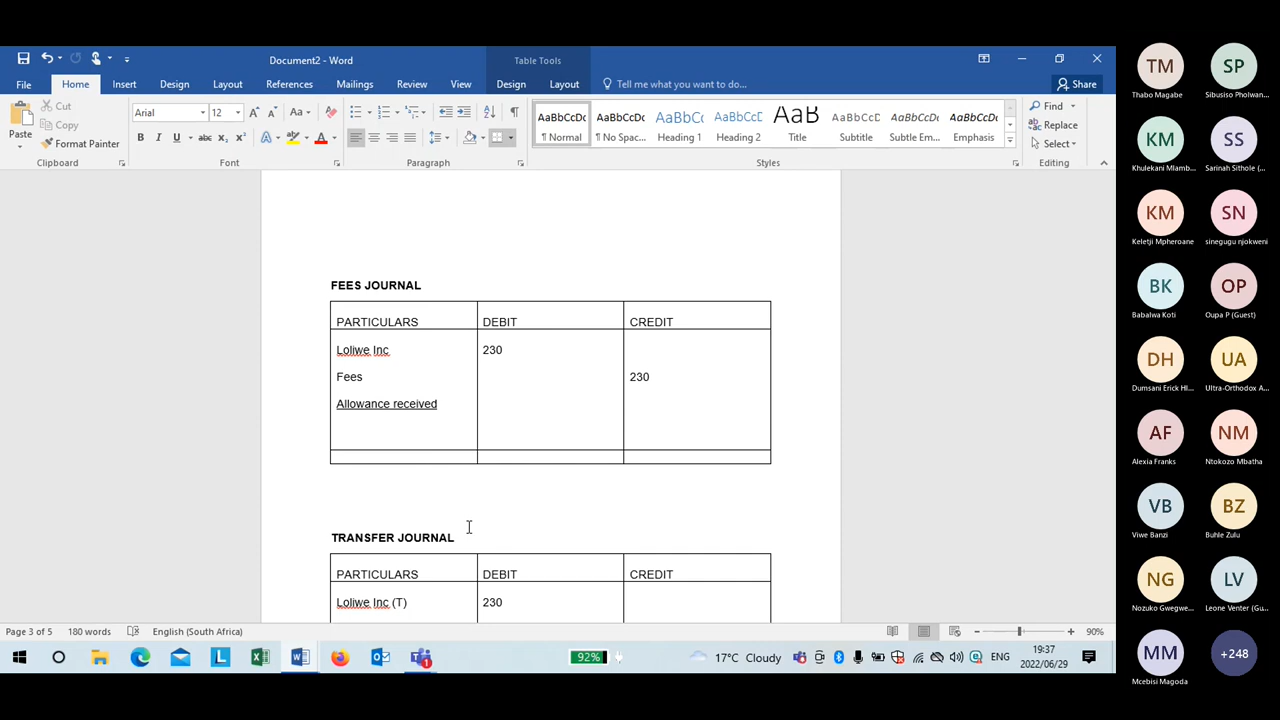 Document2 - Word
Table Tools
File Home Insert Design Layout References Mailings Review View Design Layout Tell me what you want to do... Share
Paste
Cut
Copy
Format Painter
Clipboard
Arial 12
Font
Paragraph
AaBbCcDc AaBbCcDc AaBbC AaBbCcD AaB AaBbCcD AaBbCcDc AaBbCcDc
¶ Normal ¶ No Spac... Heading 1 Heading 2 Title Subtitle Subtle Em... Emphasis
Styles
Find
Replace
Select
Editing
FEES JOURNAL
PARTICULARS DEBIT CREDIT
Loliwe Inc 230
Fees 230
Allowance received
TRANSFER JOURNAL
PARTICULARS DEBIT CREDIT
Loliwe Inc (T) 230
Page 3 of 5 180 words English (South Africa) 90%
92% 17°C Cloudy ENG 19:37
2022/06/29
TM SP
Thabo Magabe Sibusiso Pholwan...
KM SS
Khulekani Mlamb... Sarinah Sithole (...
KM SN
Keletji Mpheroane sinegugu njokweni
BK OP
Babalwa Koti Oupa P (Guest)
DH UA
Dumsani Erick Hl... Ultra-Orthodox A...
AF NM
Alexia Franks Ntokozo Mbatha
VB BZ
Viwe Banzi Buhle Zulu
NG LV
Nozuko Gwegwe... Leone Venter (Gu...
MM +248
Mcebisi Magoda